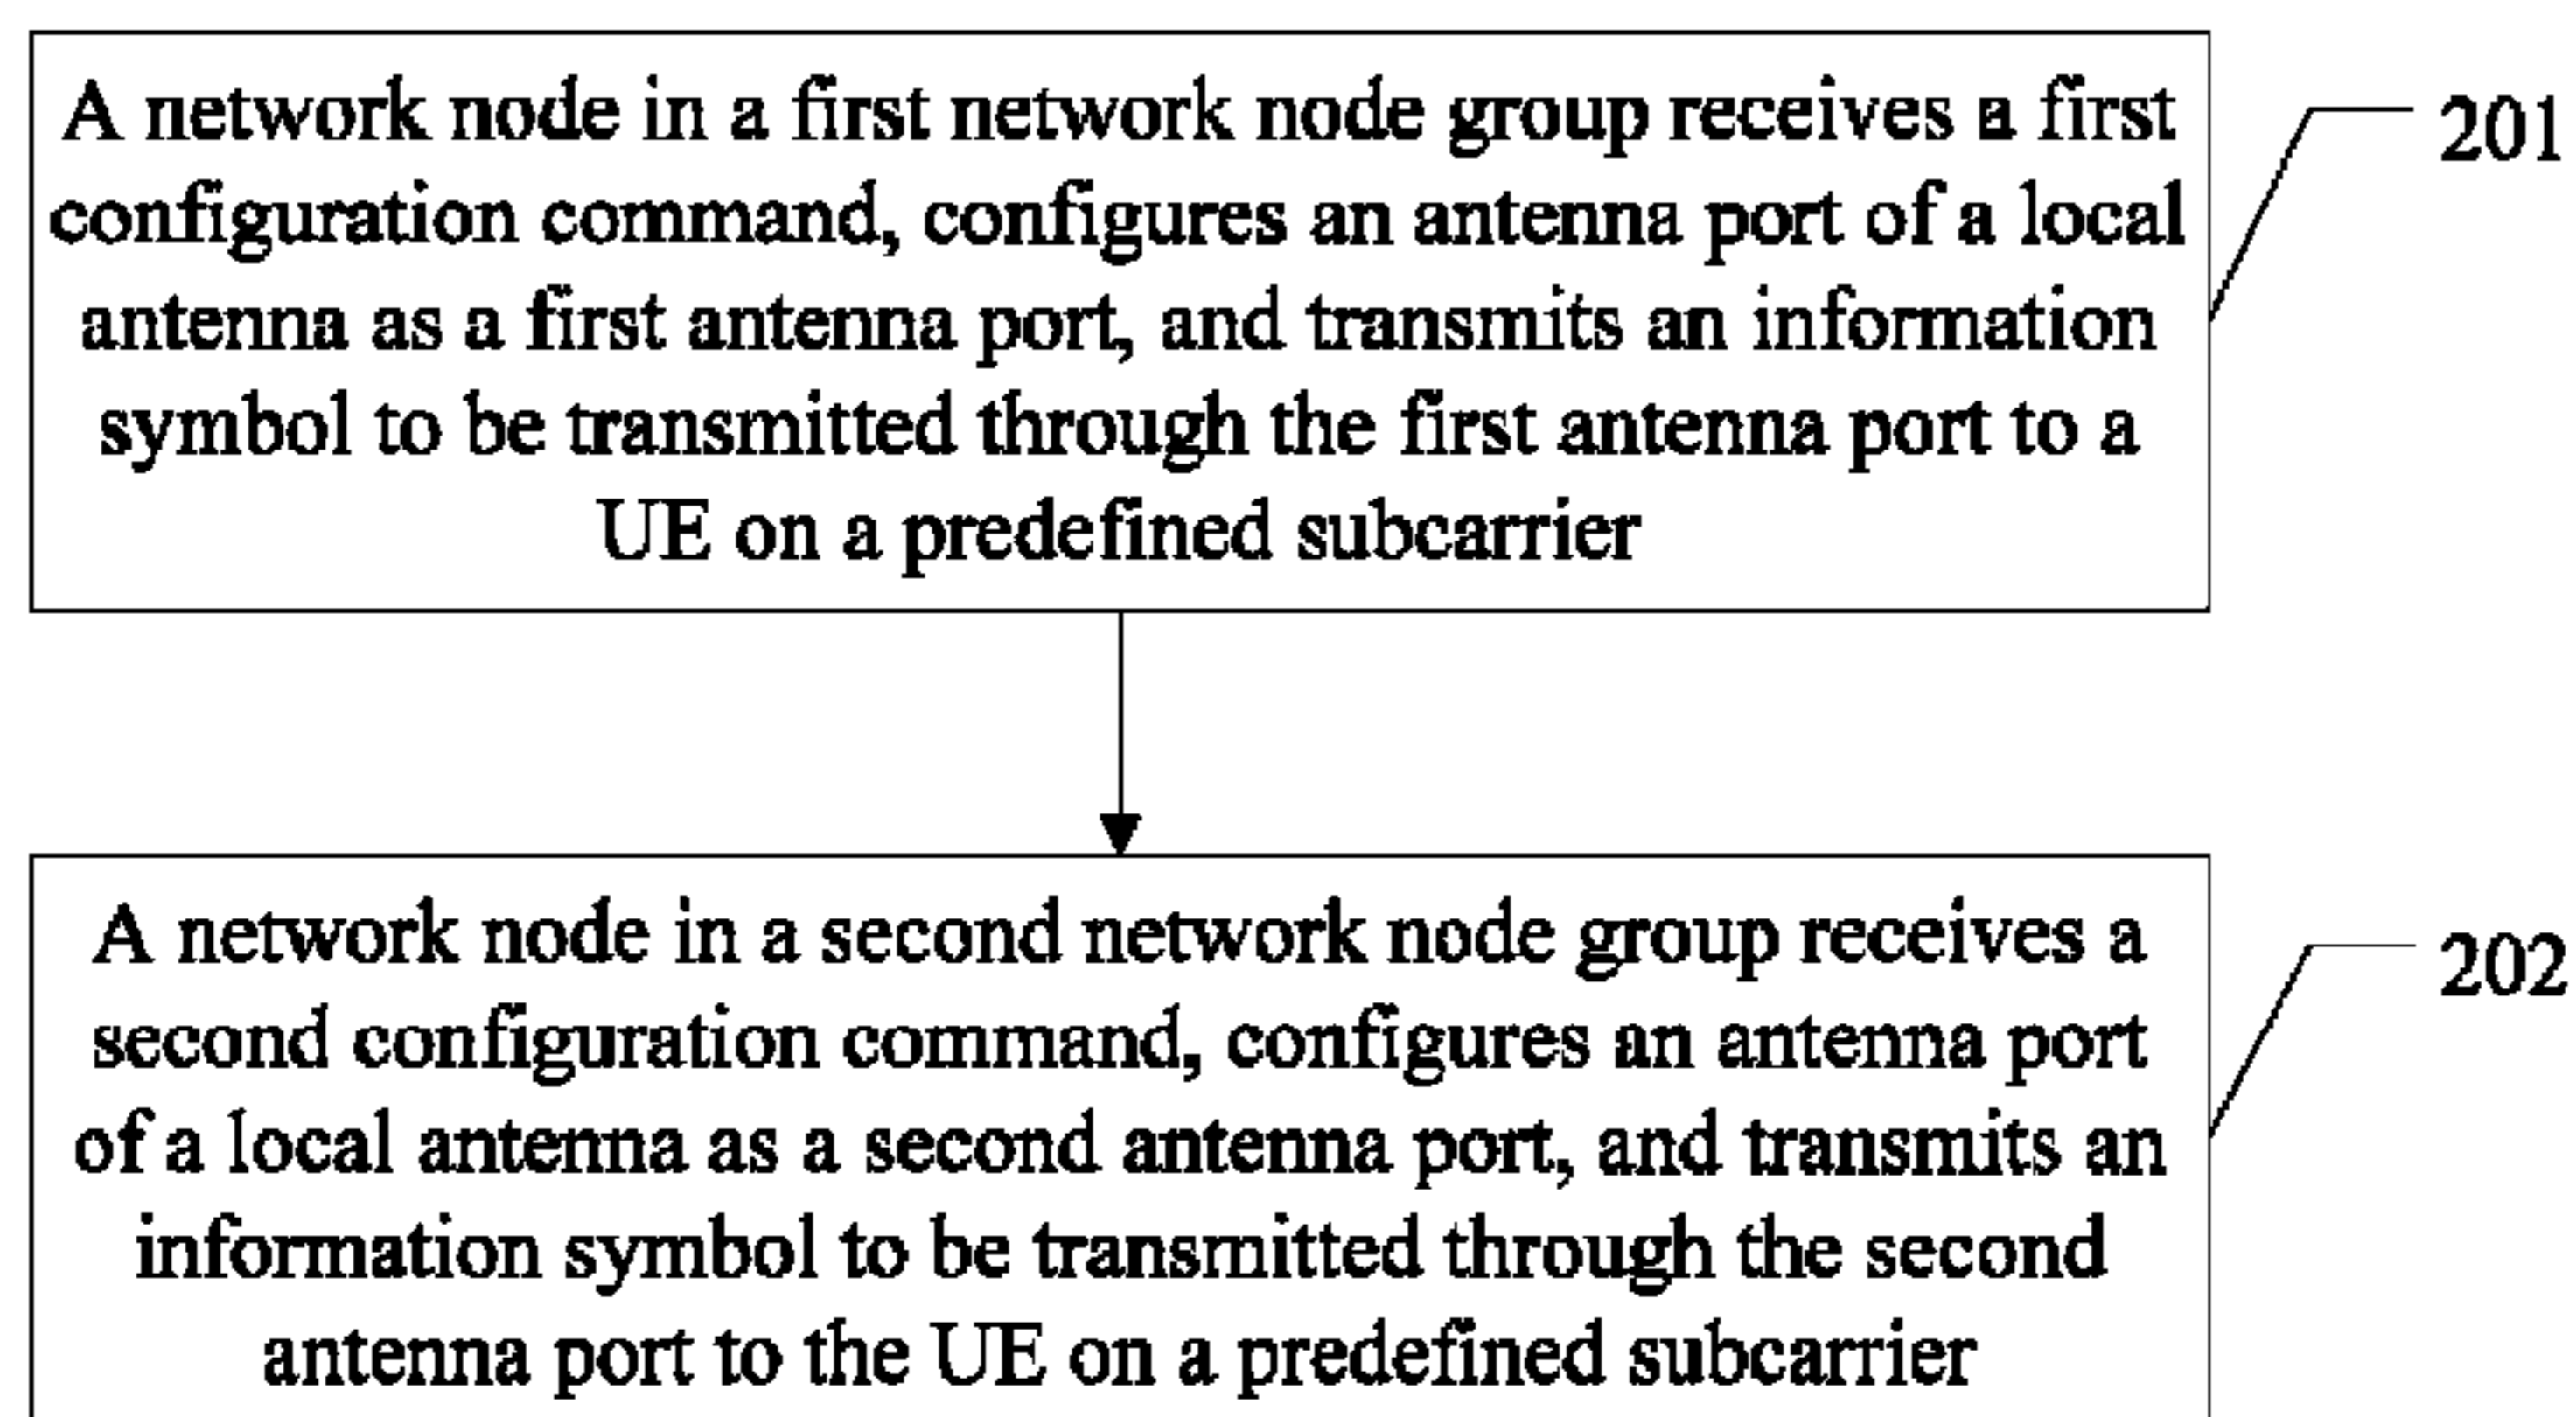 A network node in a first network node group receives a first
configuration command, configures an antenna port of a local
antenna as a first antenna port, and transmits an information
symbol to be transmitted through the first antenna port to a
UE on a predefined subcarrier
201
A network node in a second network node group receives a
second configuration command, configures an antenna port
of a local antenna as a second antenna port, and transmits an
information symbol to be transmitted through the second
antenna port to the UE on a predefined subcarrier
202